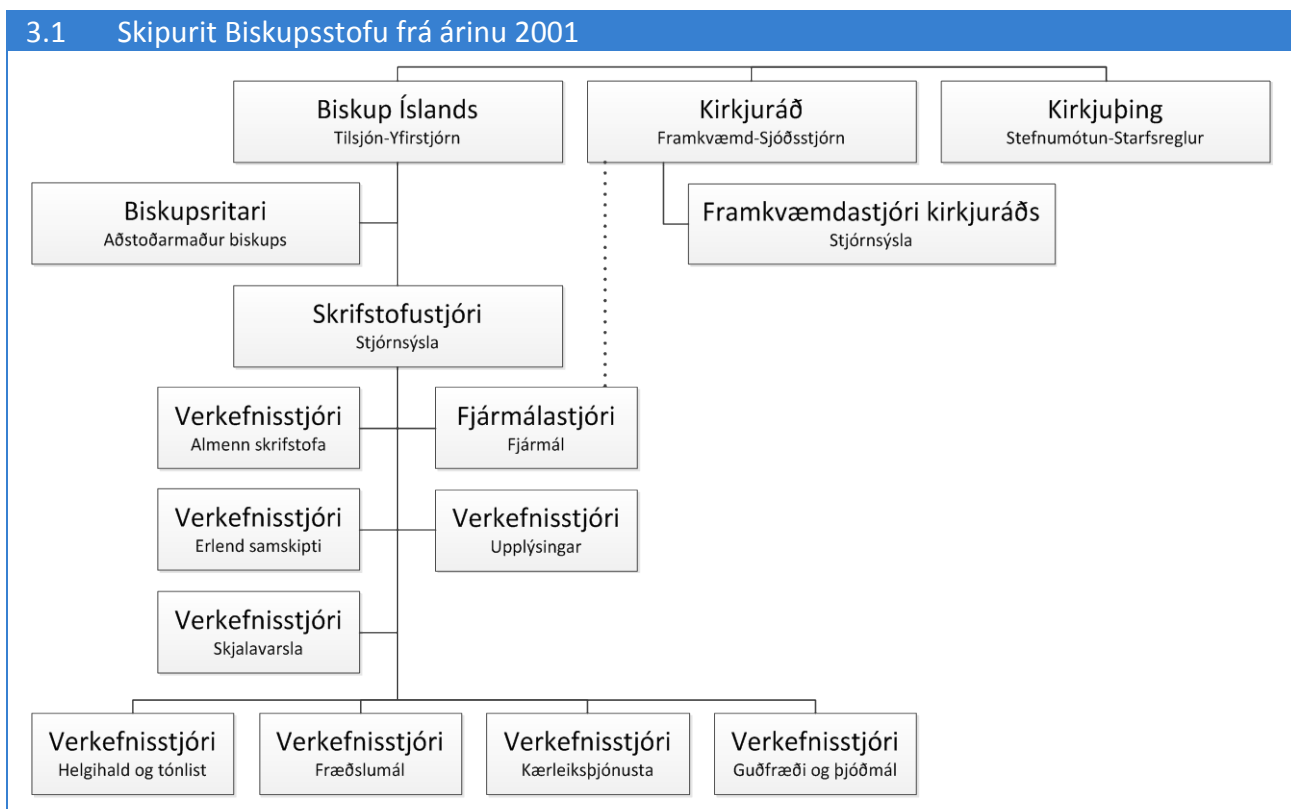 3.1 Skipurit Biskupsstofu frá árinu 2001
Biskup Íslands
Tilsjón-Yfirstjórn
Kirkjuráð
Framkvæmd-Sjóðsstjórn
Kirkjuþing
Stefnumótun-Starfsreglur
Biskupsritari
Aðstoðarmaður biskups
Framkvæmdastjóri kirkjuráðs
Stjórnsýsla
Skrifstofustjóri
Stjórnsýsla
Verkefnisstjóri
Almenn skrifstofa
Fjármálastjóri
Fjármál
Verkefnisstjóri
Erlend samskipti
Verkefnisstjóri
Upplýsingar
Verkefnisstjóri
Skjalavarsla
Verkefnisstjóri
Helgihald og tónlist
Verkefnisstjóri
Fræðslumál
Verkefnisstjóri
Kærleiksþjónusta
Verkefnisstjóri
Guðfræði og þjóðmál